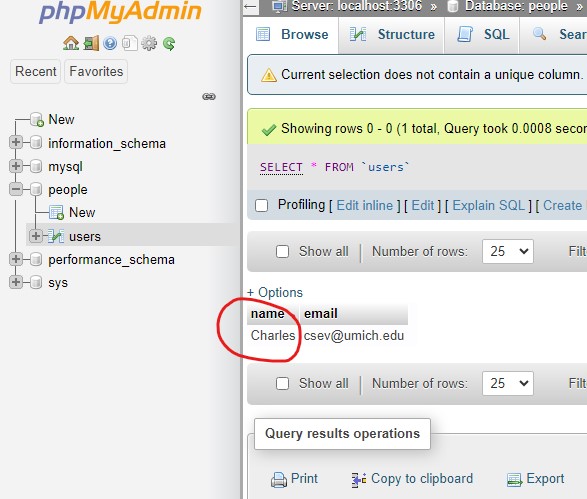 phpMyAdmin
Recent Favorites
New
information_schema
mysql
people
New
users
performance_schema
sys
Server: localhost:3306 » Database: people »
Browse Structure SQL Sear
Current selection does not contain a unique column.
Showing rows 0 - 0 (1 total, Query took 0.0008 secon
SELECT * FROM `users`
Profiling [ Edit inline ] [ Edit ] [ Explain SQL ] [ Create
Show all Number of rows: 25 Filt
+ Options
name email
Charles csev@umich.edu
Show all Number of rows: 25 Filt
Query results operations
Print Copy to clipboard Export